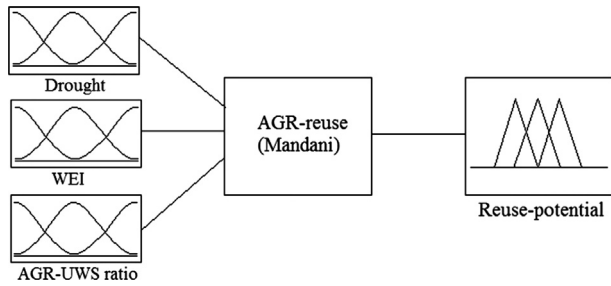 Drought
WEI
AGR-UWS ratio
AGR-reuse
(Mandani)
Reuse-potential